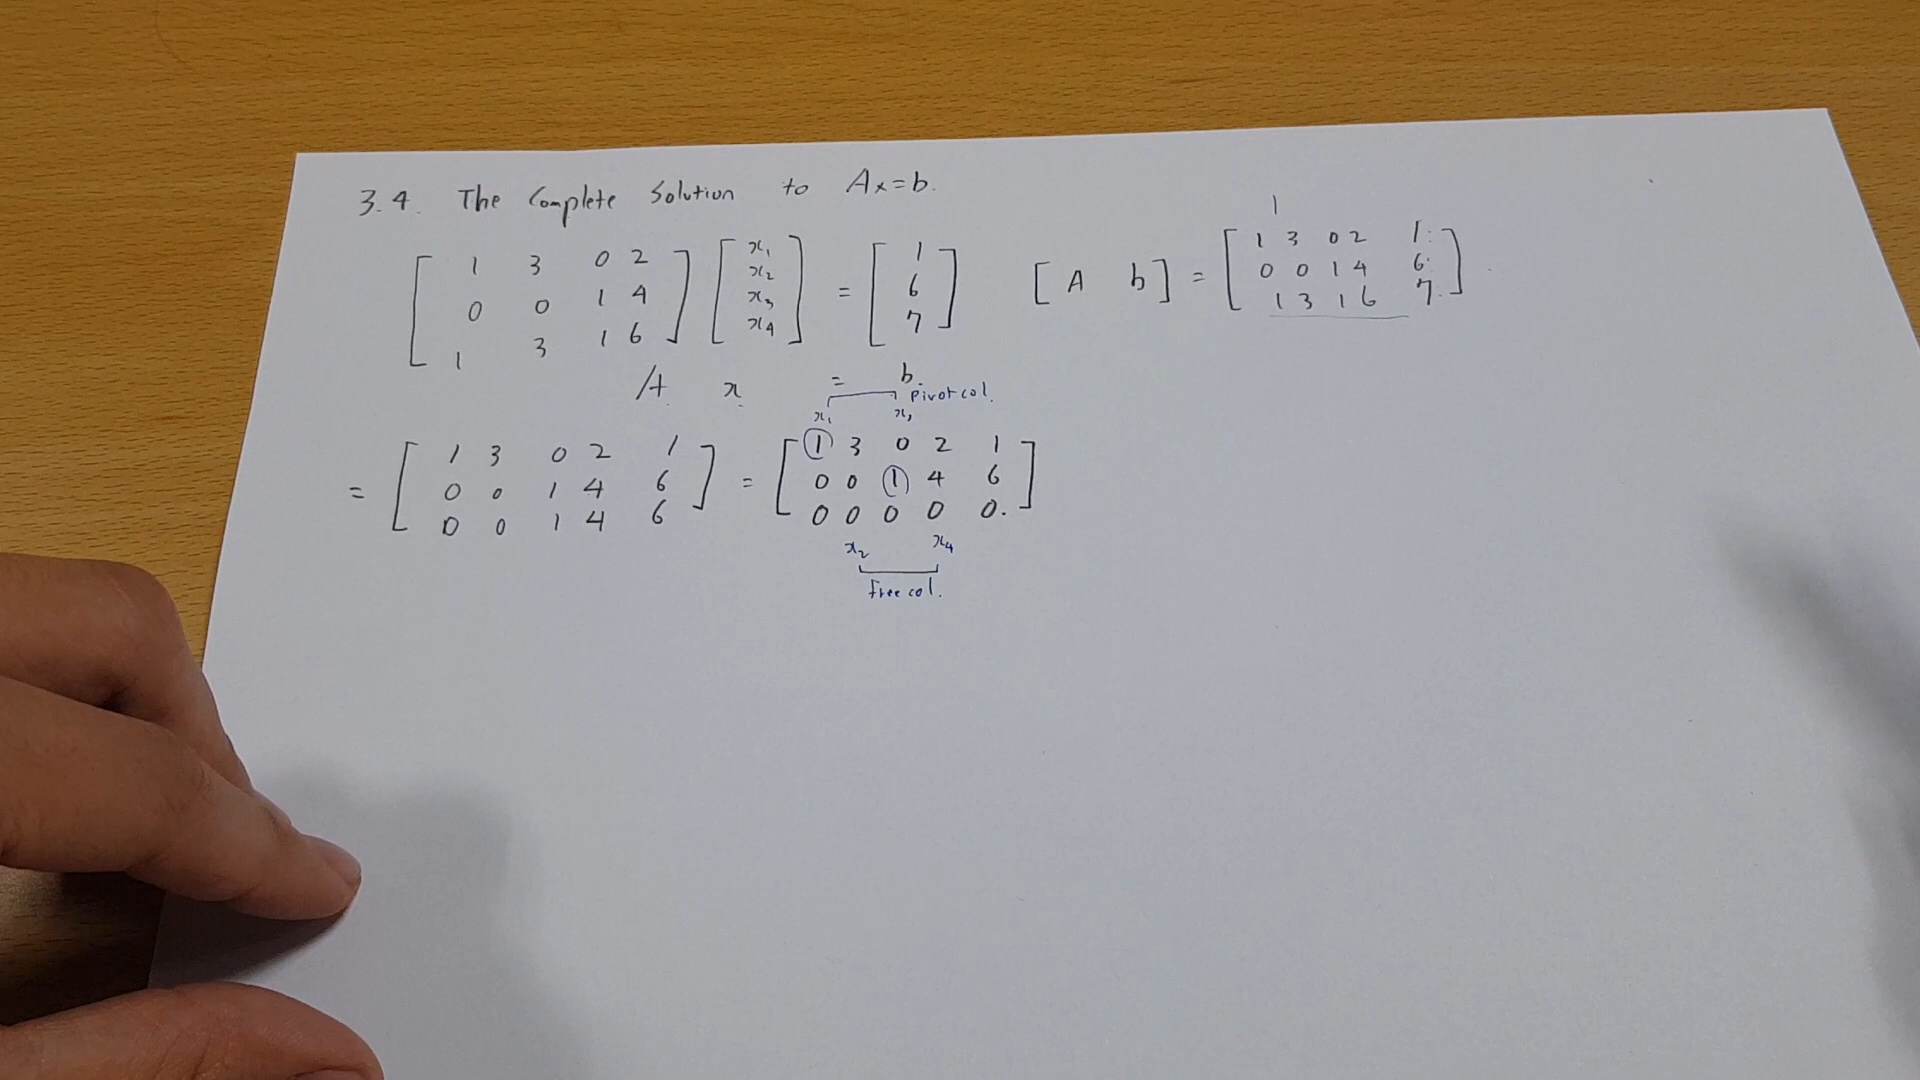 3.4. The Complete Solution to Ax=b.
[ 1 3 0 2 ] [ x₁ ] = [ 1 ] [ A b ] = [ 1 3 0 2 1: ]
[ 0 0 1 4 ] [ x₂ ] [ 6 ] [ 0 0 1 4 6: ]
[ 1 3 1 6 ] [ x₃ ] [ 7 ] [ 1 3 1 6 7. ]
[ x₄ ]
1
A x = b.
pivot col.
x₁ x₃
= [ 1 3 0 2 1 ] = [ 1 3 0 2 1 ]
[ 0 0 1 4 6 ] [ 0 0 1 4 6 ]
[ 0 0 1 4 6 ] [ 0 0 0 0 0. ]
x₂ x₄
free col.